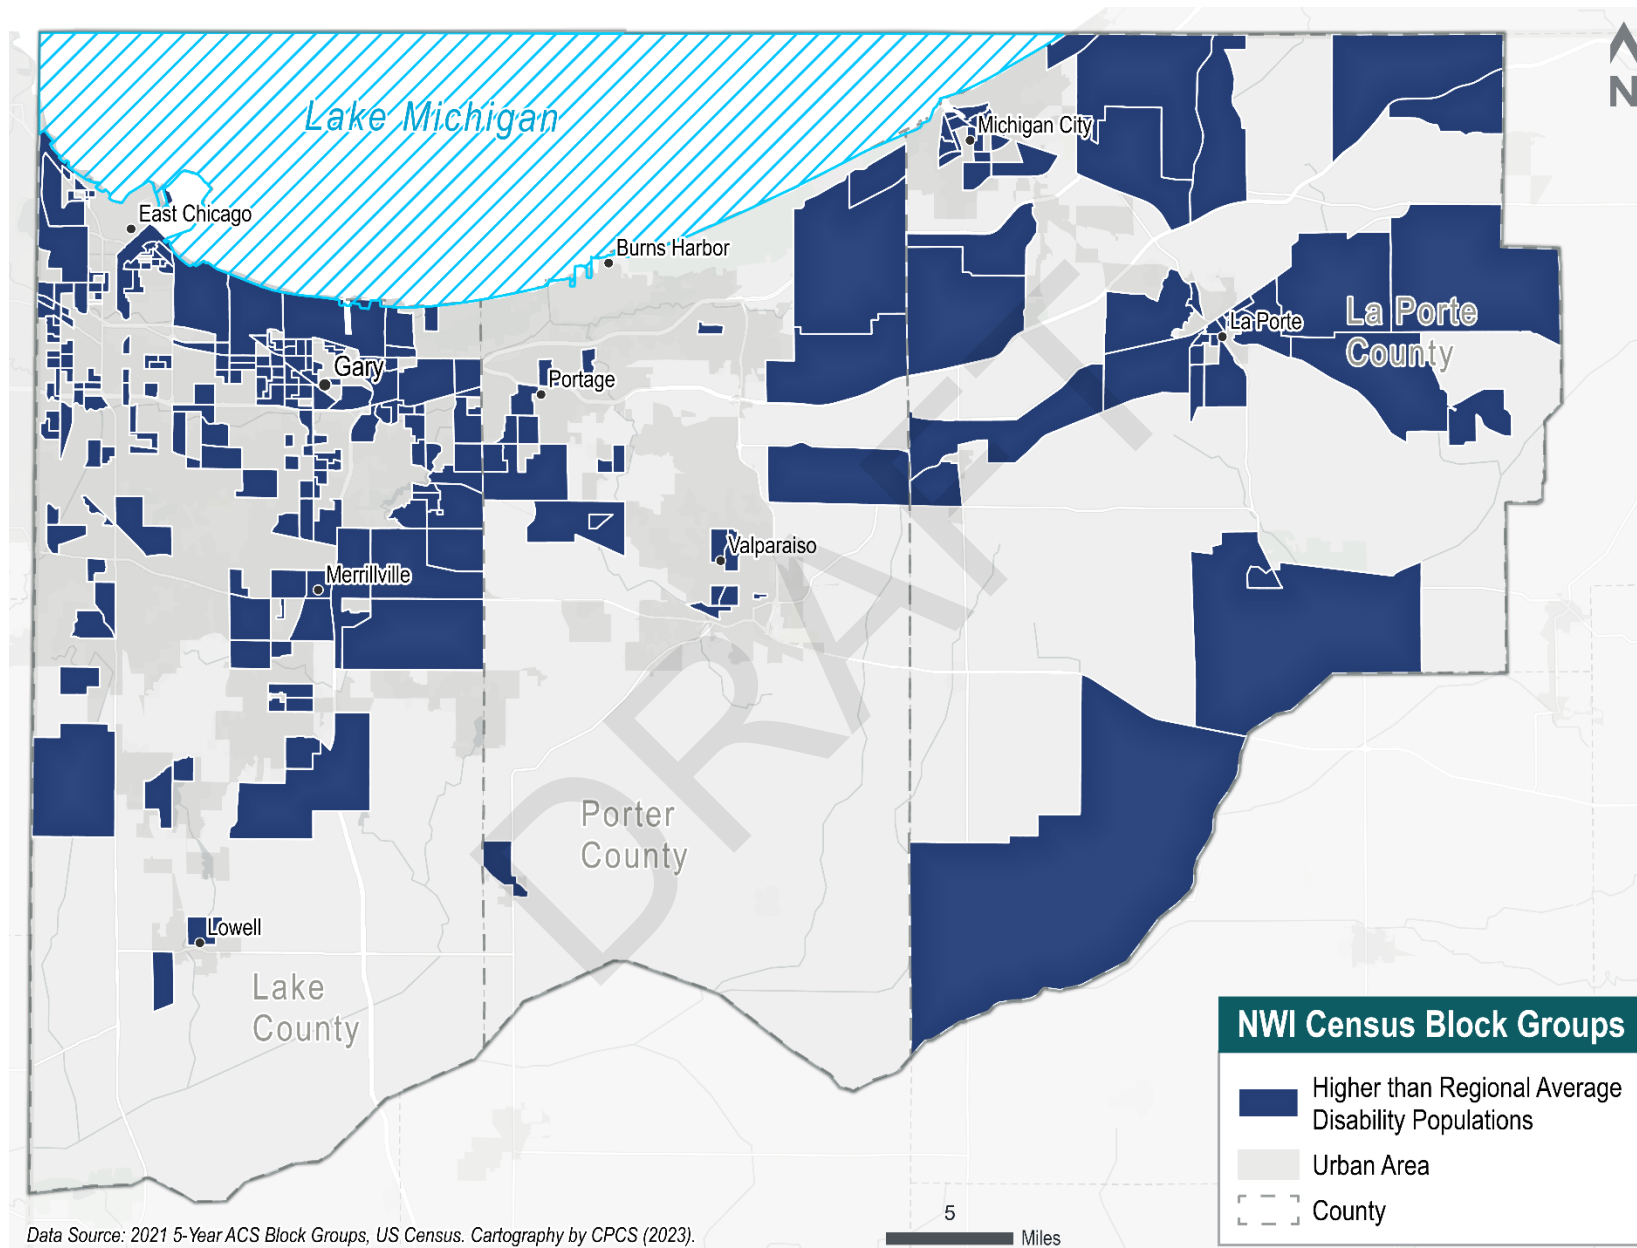 N
Lake Michigan
Michigan City
East Chicago
Burns Harbor
La Porte
La Porte
County
Gary
Portage
Valparaiso
Merrillville
DRAFT
Porter
County
Lowell
Lake
County
NWI Census Block Groups
Higher than Regional Average
Disability Populations
Urban Area
County
5
Miles
Data Source: 2021 5-Year ACS Block Groups, US Census. Cartography by CPCS (2023).